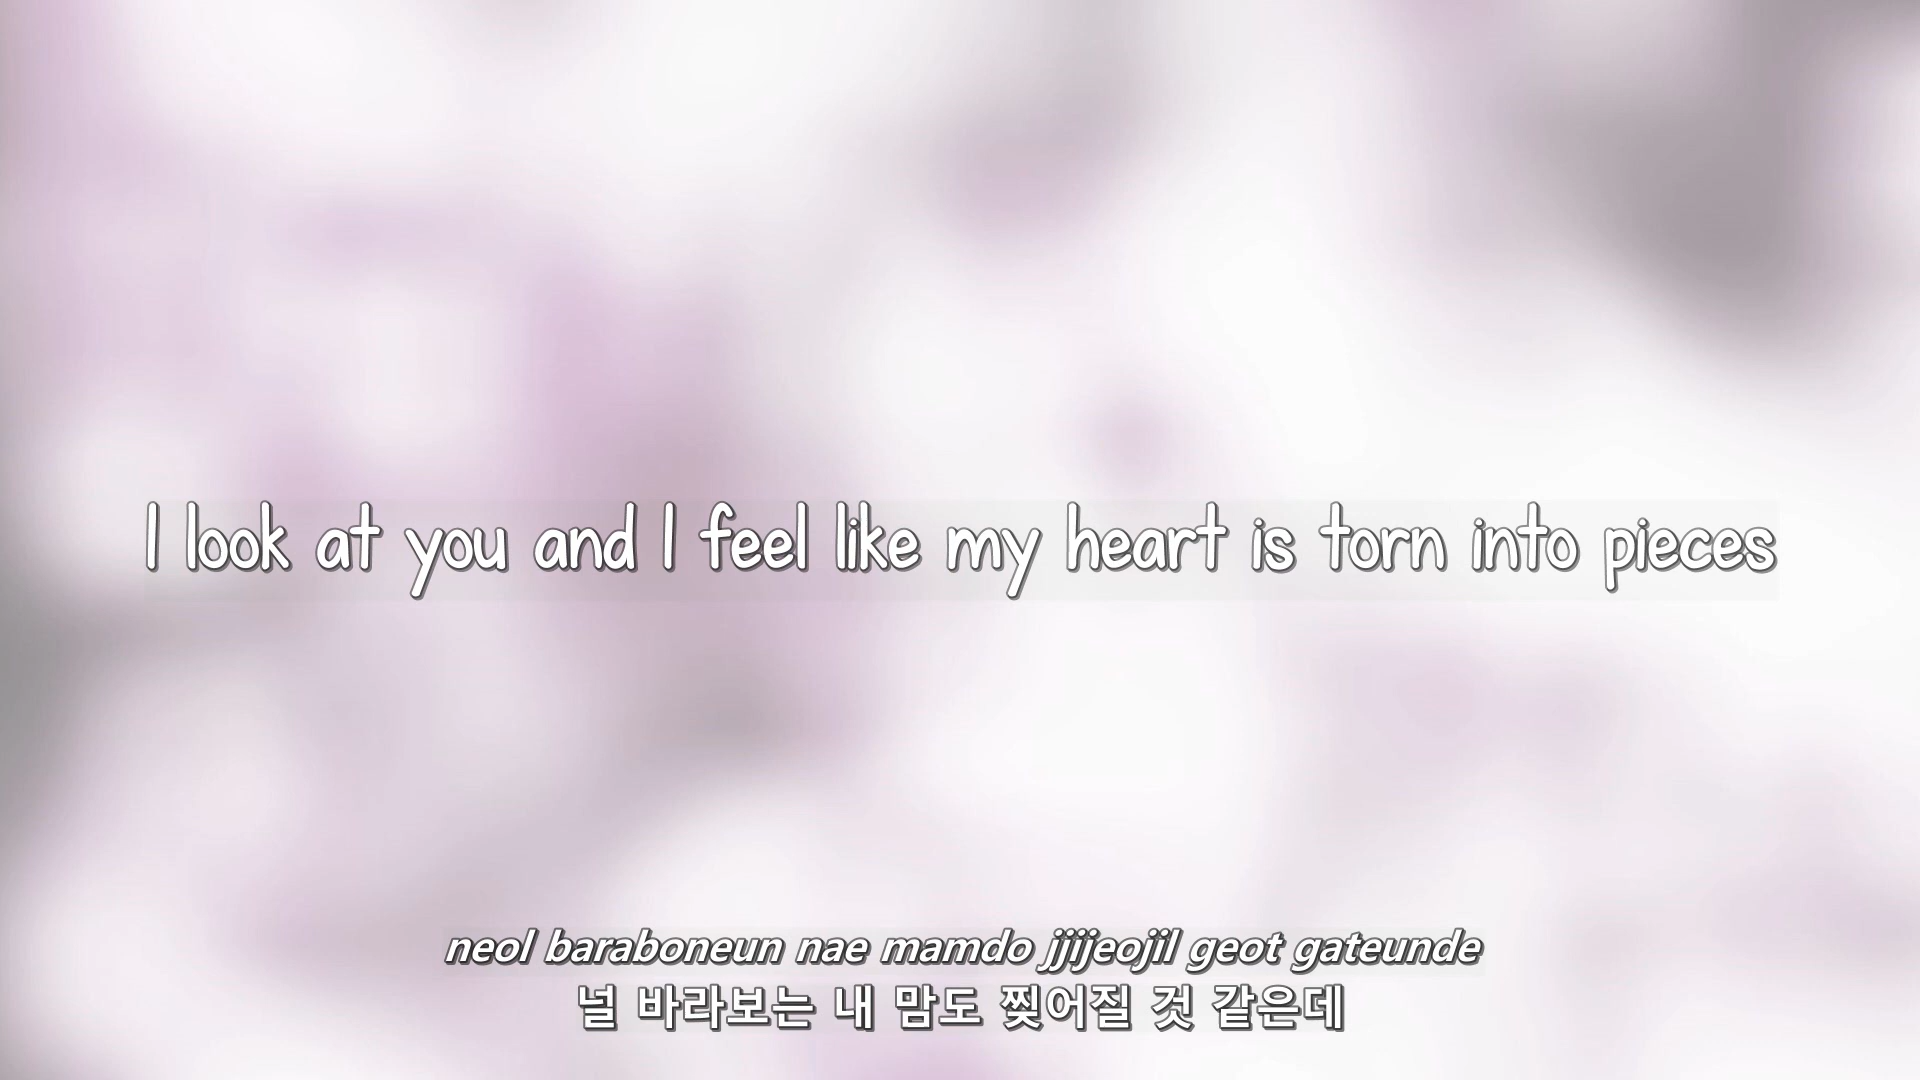 I look at you and I feel like my heart is torn into pieces
neol baraboneun nae mamdo jjijjeojil geot gateunde
널 바라보는 내 맘도 찢어질 것 같은데